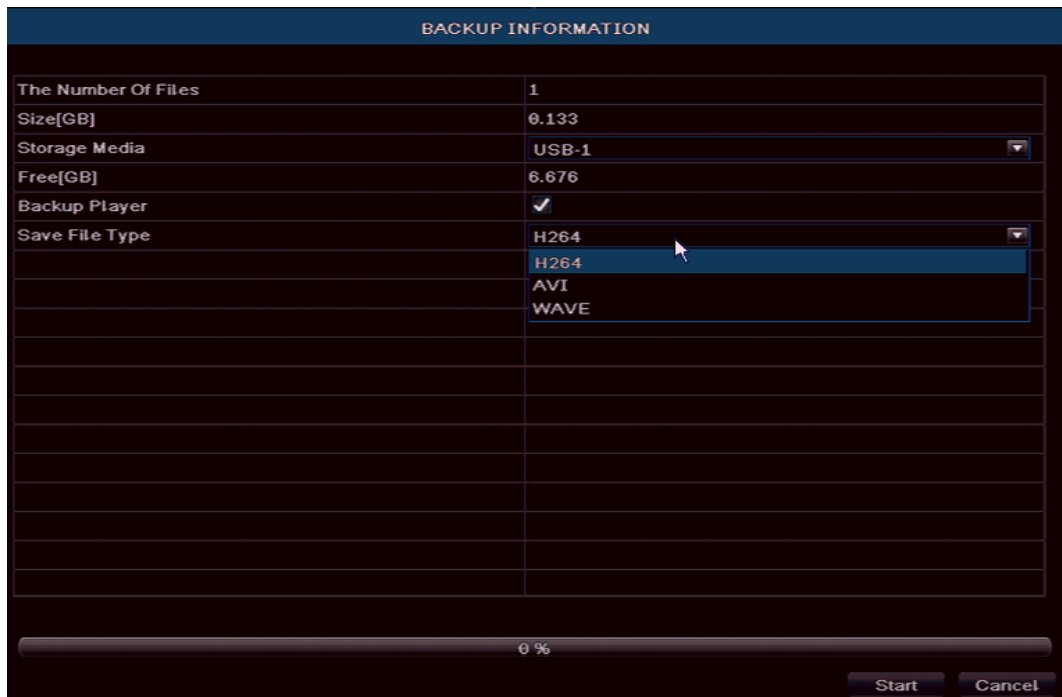 BACKUP INFORMATION
The Number Of Files 1
Size[GB] 0.133
Storage Media USB-1
Free[GB] 6.676
Backup Player
Save File Type H264
H264
AVI
WAVE
0 %
Start Cancel